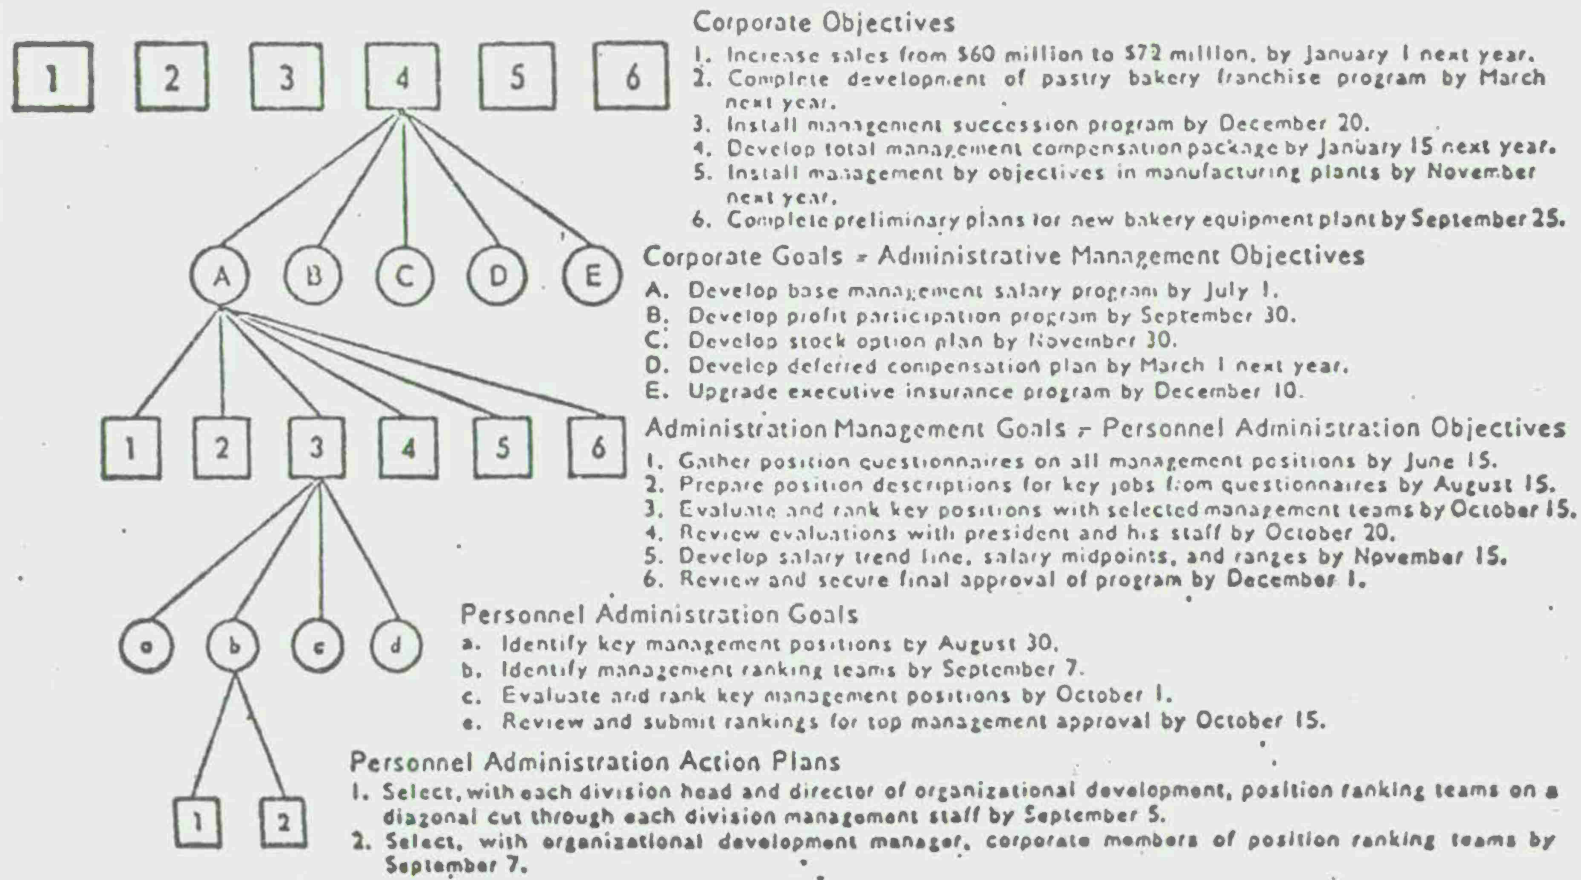 Corporate Objectives
1 2 3 4 5 6
1. Increase sales from $60 million to $72 million, by January 1 next year.
2. Complete development of pastry bakery franchise program by March
next year.
3. Install management succession program by December 20.
4. Develop total management compensation package by January 15 next year.
5. Install management by objectives in manufacturing plants by November
next year.
6. Complete preliminary plans for new bakery equipment plant by September 25.
A B C D E
Corporate Goals = Administrative Management Objectives
A. Develop base management salary program by July 1.
B. Develop profit participation program by September 30.
C. Develop stock option plan by November 30.
D. Develop deferred compensation plan by March 1 next year.
E. Upgrade executive insurance program by December 10.
1 2 3 4 5 6
Administration Management Goals = Personnel Administration Objectives
1. Gather position questionnaires on all management positions by June 15.
2. Prepare position descriptions for key jobs from questionnaires by August 15.
3. Evaluate and rank key positions with selected management teams by October 15.
4. Review evaluations with president and his staff by October 20.
5. Develop salary trend line, salary midpoints, and ranges by November 15.
6. Review and secure final approval of program by December 1.
a b c d
Personnel Administration Goals
a. Identify key management positions by August 30.
b. Identify management ranking teams by September 7.
c. Evaluate and rank key management positions by October 1.
e. Review and submit rankings for top management approval by October 15.
1 2
Personnel Administration Action Plans
1. Select, with each division head and director of organizational development, position ranking teams on a
diagonal cut through each division management staff by September 5.
2. Select, with organizational development manager, corporate members of position ranking teams by
September 7.